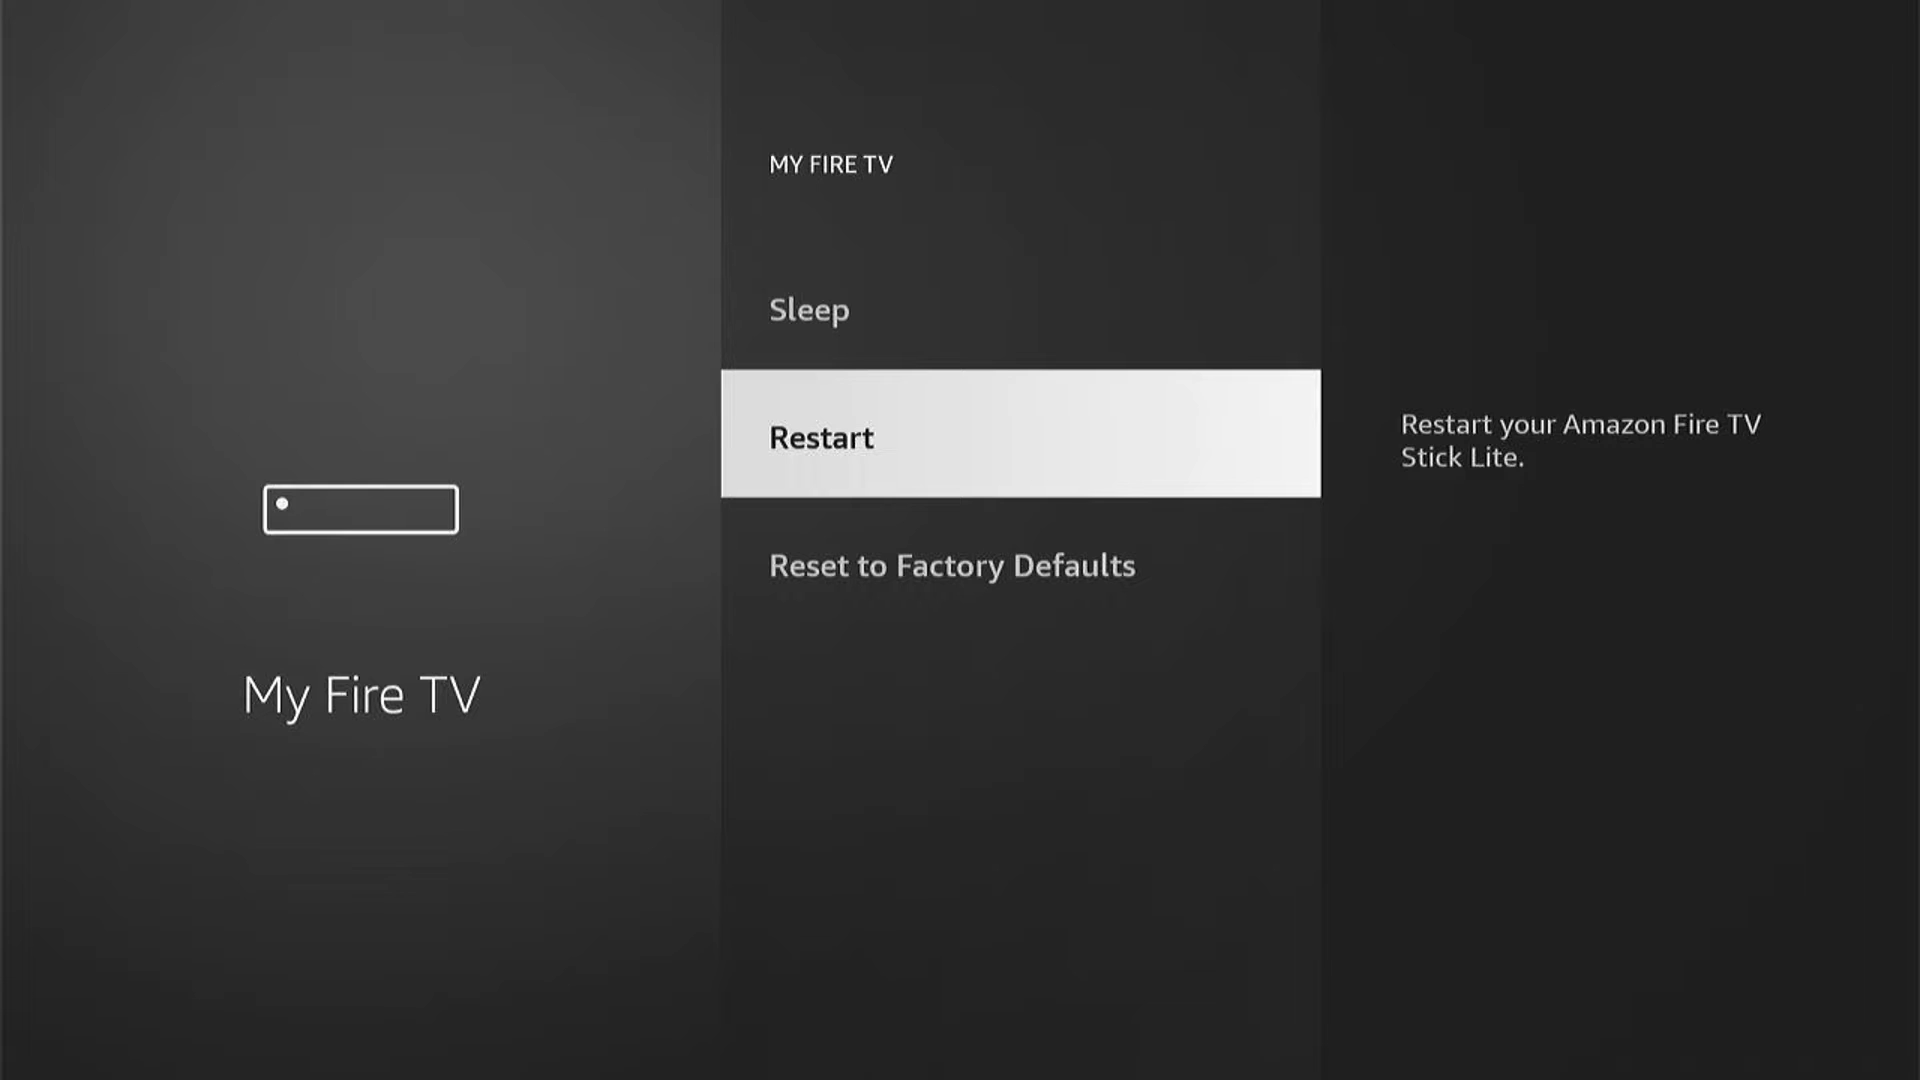 MY FIRE TV
Sleep
Restart
Reset to Factory Defaults
My Fire TV
Restart your Amazon Fire TV
Stick Lite.